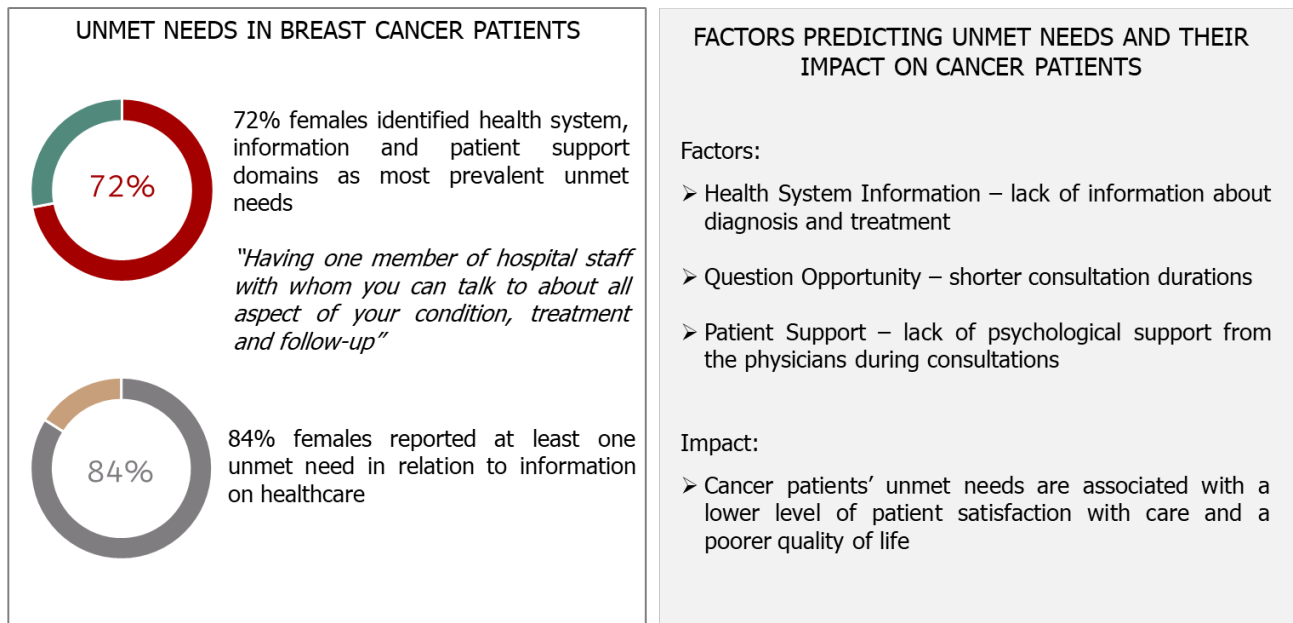 UNMET NEEDS IN BREAST CANCER PATIENTS
72%
72% females identified health system,
information and patient support
domains as most prevalent unmet
needs
“Having one member of hospital staff
with whom you can talk to about all
aspect of your condition, treatment
and follow-up”
84%
84% females reported at least one
unmet need in relation to information
on healthcare
FACTORS PREDICTING UNMET NEEDS AND THEIR
IMPACT ON CANCER PATIENTS
Factors:
➢ Health System Information – lack of information about
diagnosis and treatment
➢ Question Opportunity – shorter consultation durations
➢ Patient Support – lack of psychological support from
the physicians during consultations
Impact:
➢ Cancer patients’ unmet needs are associated with a
lower level of patient satisfaction with care and a
poorer quality of life